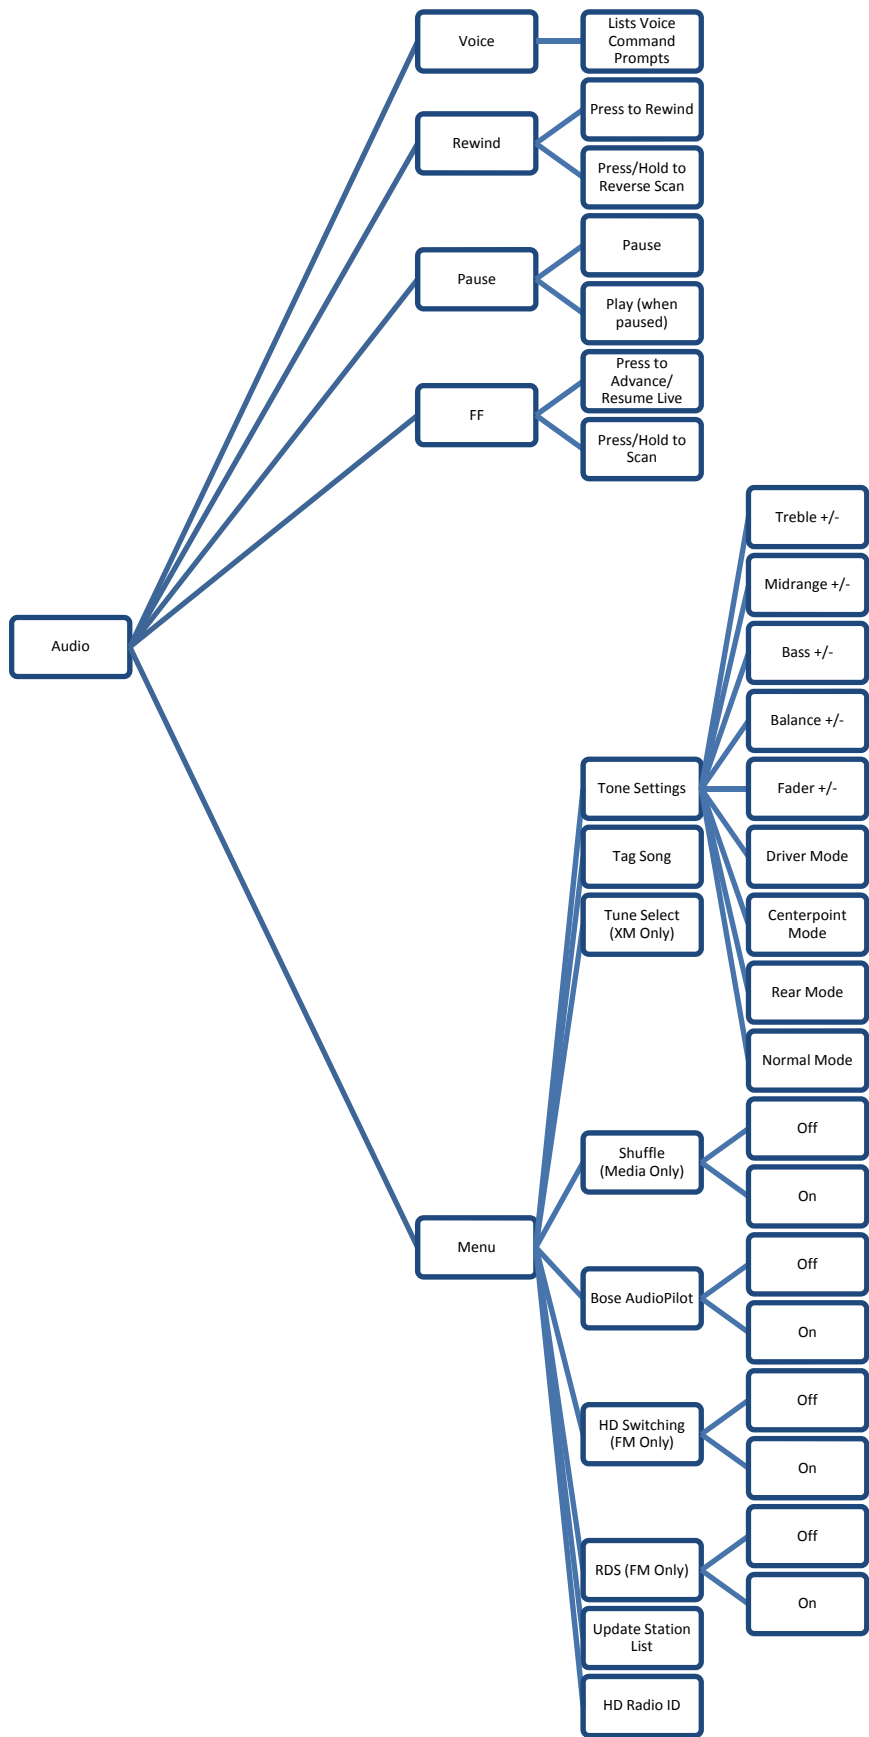 Voice
Lists Voice
Command
Prompts
Rewind
Press to Rewind
Press/Hold to
Reverse Scan
Pause
Pause
Play (when
paused)
FF
Press to
Advance/
Resume Live
Press/Hold to
Scan
Audio
Menu
Tone Settings
Treble +/-
Midrange +/-
Bass +/-
Balance +/-
Fader +/-
Driver Mode
Centerpoint
Mode
Rear Mode
Normal Mode
Tag Song
Tune Select
(XM Only)
Shuffle
(Media Only)
Off
On
Bose AudioPilot
Off
On
HD Switching
(FM Only)
Off
On
RDS (FM Only)
Off
On
Update Station
List
HD Radio ID